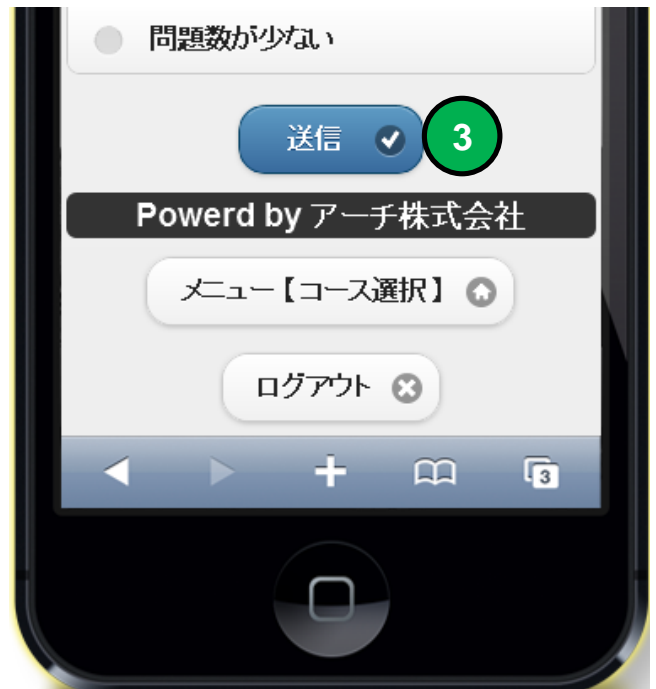 問題数が少ない
送信 3
Powerd by アーチ株式会社
メニュー【コース選択】
ログアウト
3